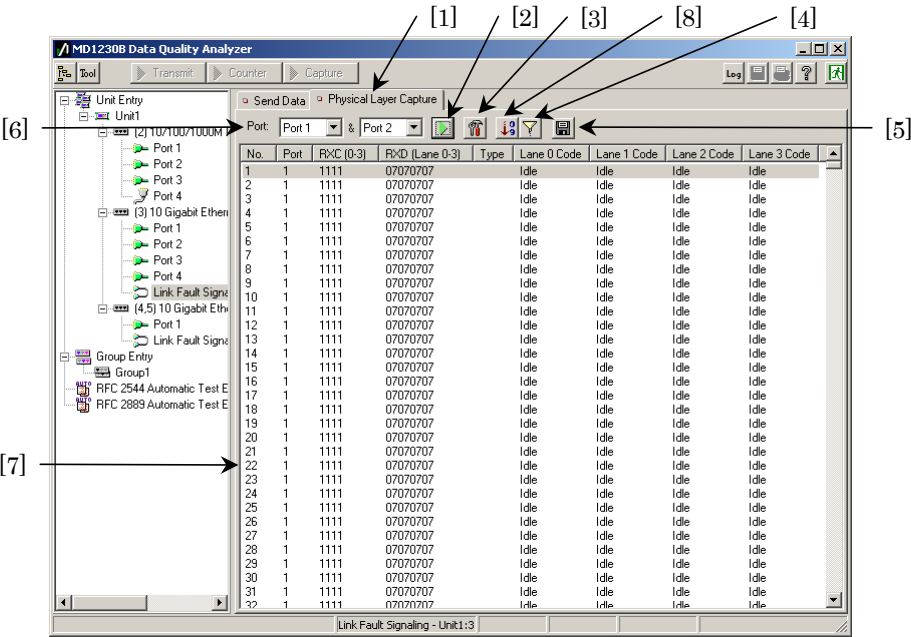 [1] [2] [3] [8] [4]
MD1230B Data Quality Analyzer
Tool Transmit Counter Capture Log
Unit Entry
Unit1
(2) 10/100/1000M
Port 1
Port 2
Port 3
Port 4
(3) 10 Gigabit Ethern
Port 1
Port 2
Port 3
Port 4
Link Fault Signa
(4,5) 10 Gigabit Eth
Port 1
Link Fault Signa
Group Entry
Group1
AUTO RFC 2544 Automatic Test E
AUTO RFC 2889 Automatic Test E
Send Data Physical Layer Capture
[6] Port: Port 1 & Port 2 [5]
No. Port RXC (0-3) RXD (Lane 0-3) Type Lane 0 Code Lane 1 Code Lane 2 Code Lane 3 Code
1 1 1111 07070707 Idle Idle Idle Idle
2 1 1111 07070707 Idle Idle Idle Idle
3 1 1111 07070707 Idle Idle Idle Idle
4 1 1111 07070707 Idle Idle Idle Idle
5 1 1111 07070707 Idle Idle Idle Idle
6 1 1111 07070707 Idle Idle Idle Idle
7 1 1111 07070707 Idle Idle Idle Idle
8 1 1111 07070707 Idle Idle Idle Idle
9 1 1111 07070707 Idle Idle Idle Idle
10 1 1111 07070707 Idle Idle Idle Idle
11 1 1111 07070707 Idle Idle Idle Idle
12 1 1111 07070707 Idle Idle Idle Idle
13 1 1111 07070707 Idle Idle Idle Idle
14 1 1111 07070707 Idle Idle Idle Idle
15 1 1111 07070707 Idle Idle Idle Idle
16 1 1111 07070707 Idle Idle Idle Idle
17 1 1111 07070707 Idle Idle Idle Idle
18 1 1111 07070707 Idle Idle Idle Idle
19 1 1111 07070707 Idle Idle Idle Idle
20 1 1111 07070707 Idle Idle Idle Idle
21 1 1111 07070707 Idle Idle Idle Idle
[7] 22 1 1111 07070707 Idle Idle Idle Idle
23 1 1111 07070707 Idle Idle Idle Idle
24 1 1111 07070707 Idle Idle Idle Idle
25 1 1111 07070707 Idle Idle Idle Idle
26 1 1111 07070707 Idle Idle Idle Idle
27 1 1111 07070707 Idle Idle Idle Idle
28 1 1111 07070707 Idle Idle Idle Idle
29 1 1111 07070707 Idle Idle Idle Idle
30 1 1111 07070707 Idle Idle Idle Idle
31 1 1111 07070707 Idle Idle Idle Idle
32 1 1111 07070707 Idle Idle Idle Idle
Link Fault Signaling - Unit1:3